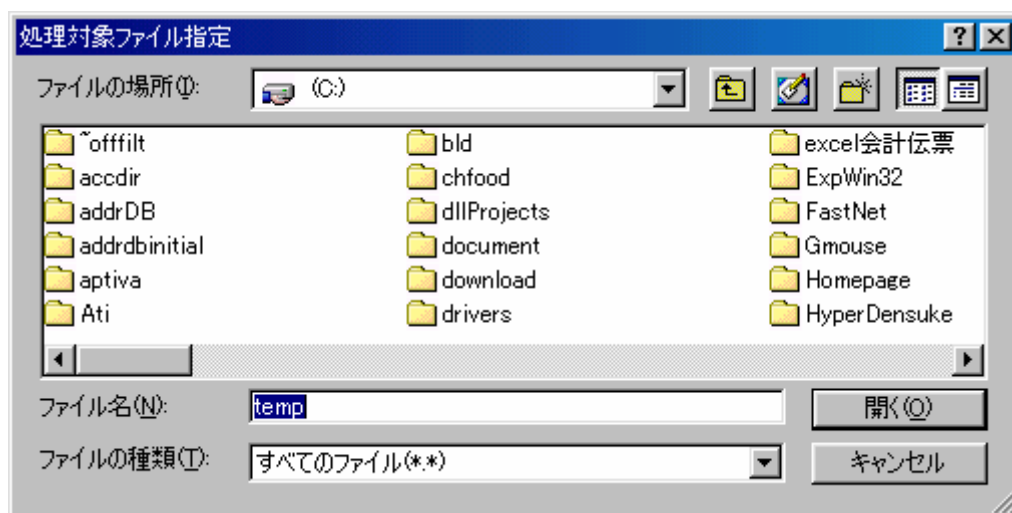 処理対象ファイル指定
ファイルの場所(I): (C:)
~offfilt bld excel会計伝票
accdir chfood ExpWin32
addrDB dllProjects FastNet
addrdbinitial document Gmouse
aptiva download Homepage
Ati drivers HyperDensuke
ファイル名(N): temp 開く(O)
ファイルの種類(T): すべてのファイル(*.*) キャンセル